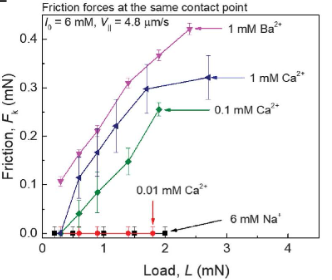 Friction forces at the same contact point
I₀ = 6 mM, V|| = 4.8 μm/s
1 mM Ba²⁺
1 mM Ca²⁺
0.1 mM Ca²⁺
0.01 mM Ca²⁺
6 mM Na⁺
Friction, Fₖ (mN)
0.4
0.3
0.2
0.1
0.0
0 1 2 3 4
Load, L (mN)